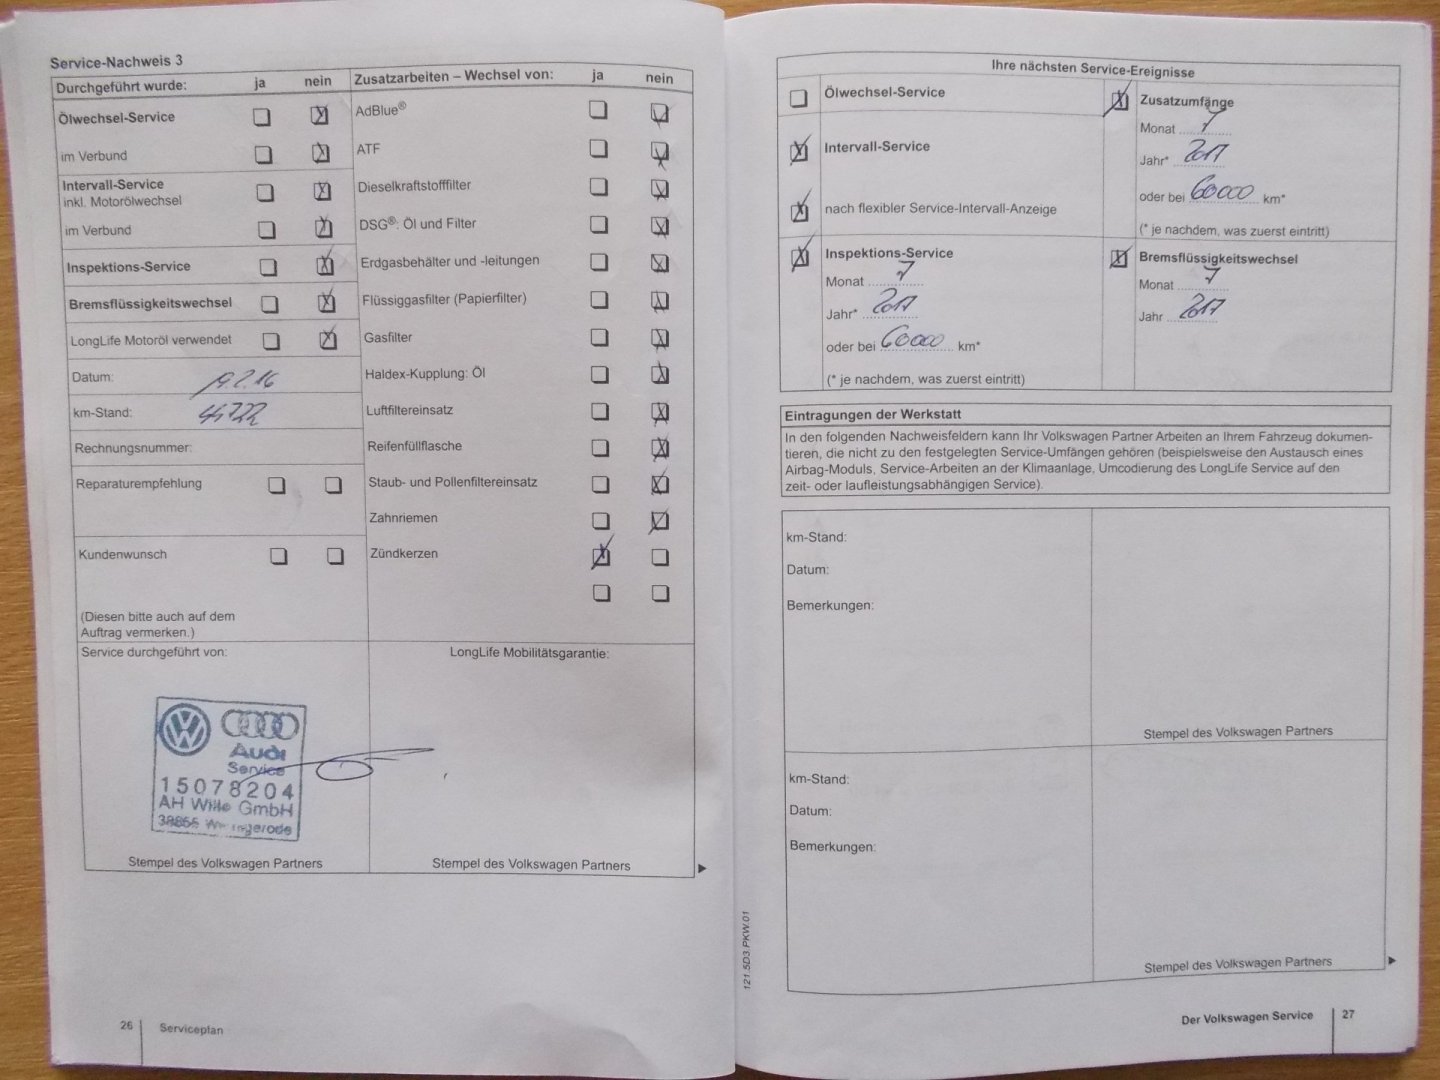 Service-Nachweis 3
Durchgeführt wurde: ja nein
Ölwechsel-Service
im Verbund
Intervall-Service
inkl. Motorölwechsel
im Verbund
Inspektions-Service
Bremsflüssigkeitswechsel
LongLife Motoröl verwendet
Datum: 19.2.16
km-Stand: 45722
Rechnungsnummer:
Reparaturempfehlung
Kundenwunsch
(Diesen bitte auch auf dem
Auftrag vermerken.)
Zusatzarbeiten – Wechsel von: ja nein
AdBlue®
ATF
Dieselkraftstofffilter
DSG®: Öl und Filter
Erdgasbehälter und -leitungen
Flüssiggasfilter (Papierfilter)
Gasfilter
Haldex-Kupplung: Öl
Luftfiltereinsatz
Reifenfüllflasche
Staub- und Pollenfiltereinsatz
Zahnriemen
Zündkerzen
Service durchgeführt von:
Audi
Service
15078204
AH Wille GmbH
38855
Stempel des Volkswagen Partners
LongLife Mobilitätsgarantie:
Stempel des Volkswagen Partners
26 Serviceplan
Ihre nächsten Service-Ereignisse
Ölwechsel-Service
Intervall-Service
nach flexibler Service-Intervall-Anzeige
Zusatzumfänge
Monat 7
Jahr* 2017
oder bei 60000 km*
(* je nachdem, was zuerst eintritt)
Inspektions-Service
Monat 7
Jahr* 2017
oder bei 60000 km*
(* je nachdem, was zuerst eintritt)
Bremsflüssigkeitswechsel
Monat 7
Jahr 2017
Eintragungen der Werkstatt
In den folgenden Nachweisfeldern kann Ihr Volkswagen Partner Arbeiten an Ihrem Fahrzeug dokumen-
tieren, die nicht zu den festgelegten Service-Umfängen gehören (beispielsweise den Austausch eines
Airbag-Moduls, Service-Arbeiten an der Klimaanlage, Umcodierung des LongLife Service auf den
zeit- oder laufleistungsabhängigen Service).
km-Stand:
Datum:
Bemerkungen:
Stempel des Volkswagen Partners
km-Stand:
Datum:
Bemerkungen:
Stempel des Volkswagen Partners
121.5D3.PKW.01
Der Volkswagen Service 27